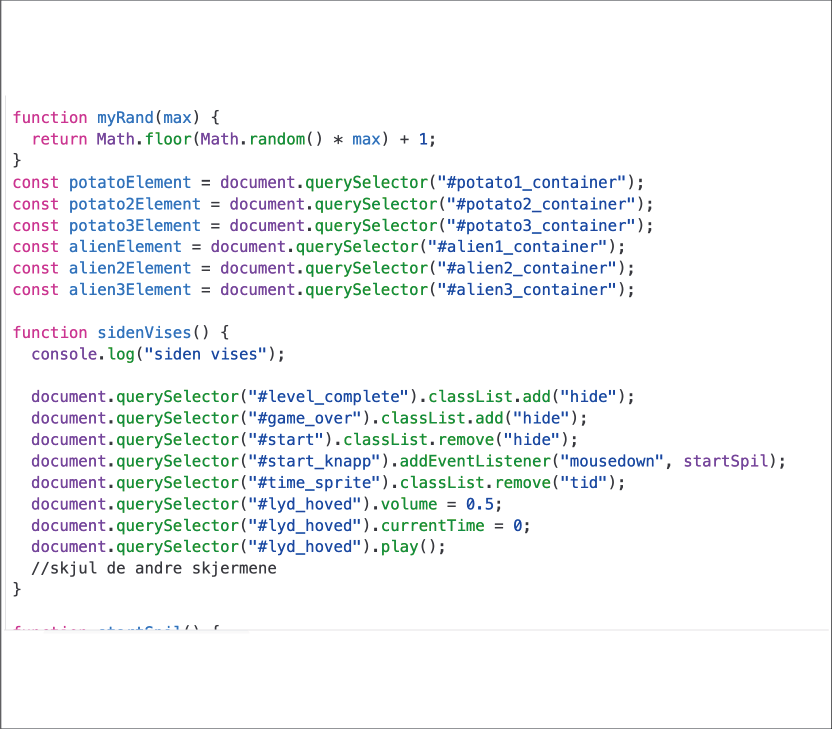 function myRand(max) {
  return Math.floor(Math.random() * max) + 1;
}
const potatoElement = document.querySelector("#potato1_container");
const potato2Element = document.querySelector("#potato2_container");
const potato3Element = document.querySelector("#potato3_container");
const alienElement = document.querySelector("#alien1_container");
const alien2Element = document.querySelector("#alien2_container");
const alien3Element = document.querySelector("#alien3_container");

function sidenVises() {
  console.log("siden vises");

  document.querySelector("#level_complete").classList.add("hide");
  document.querySelector("#game_over").classList.add("hide");
  document.querySelector("#start").classList.remove("hide");
  document.querySelector("#start_knapp").addEventListener("mousedown", startSpil);
  document.querySelector("#time_sprite").classList.remove("tid");
  document.querySelector("#lyd_hoved").volume = 0.5;
  document.querySelector("#lyd_hoved").currentTime = 0;
  document.querySelector("#lyd_hoved").play();
  //skjul de andre skjermene
}

function startSpil() {